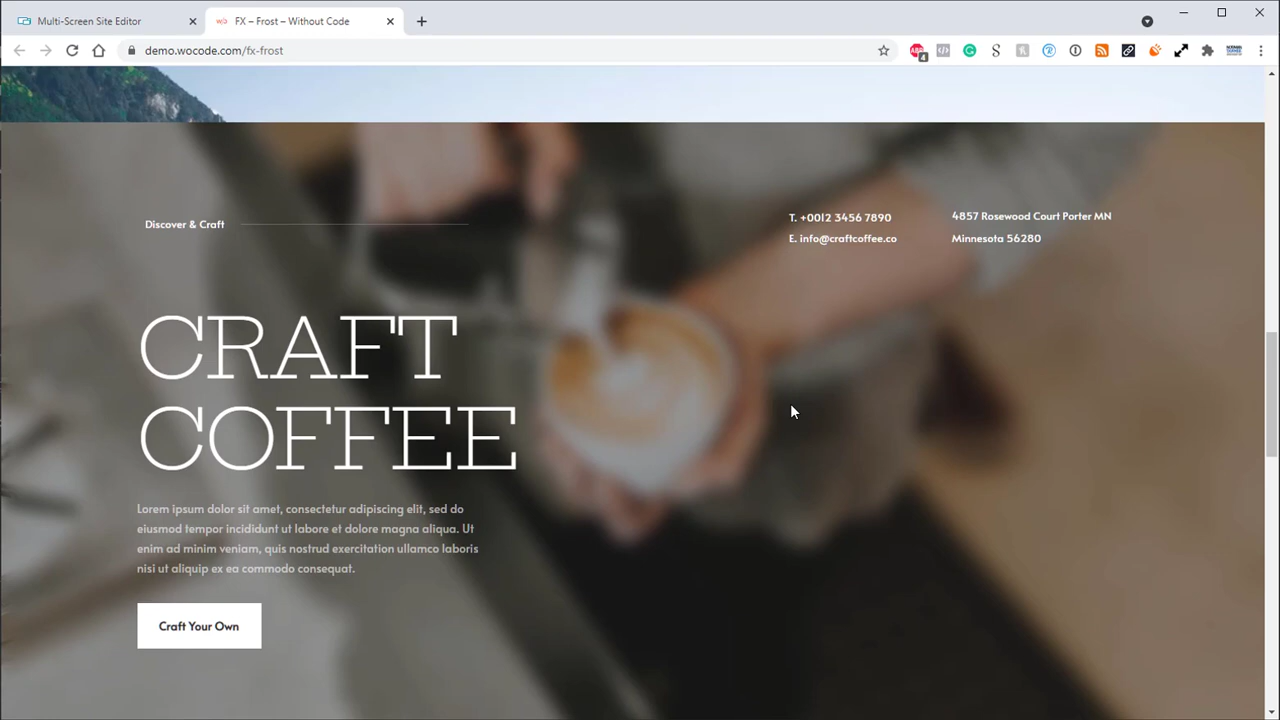 Multi-Screen Site Editor
FX – Frost – Without Code
demo.wocode.com/fx-frost
4
Discover & Craft
T. +0012 3456 7890
E. info@craftcoffee.co
4857 Rosewood Court Porter MN
Minnesota 56280
CRAFT
COFFEE
Lorem ipsum dolor sit amet, consectetur adipiscing elit, sed do
eiusmod tempor incididunt ut labore et dolore magna aliqua. Ut
enim ad minim veniam, quis nostrud exercitation ullamco laboris
nisi ut aliquip ex ea commodo consequat.
Craft Your Own